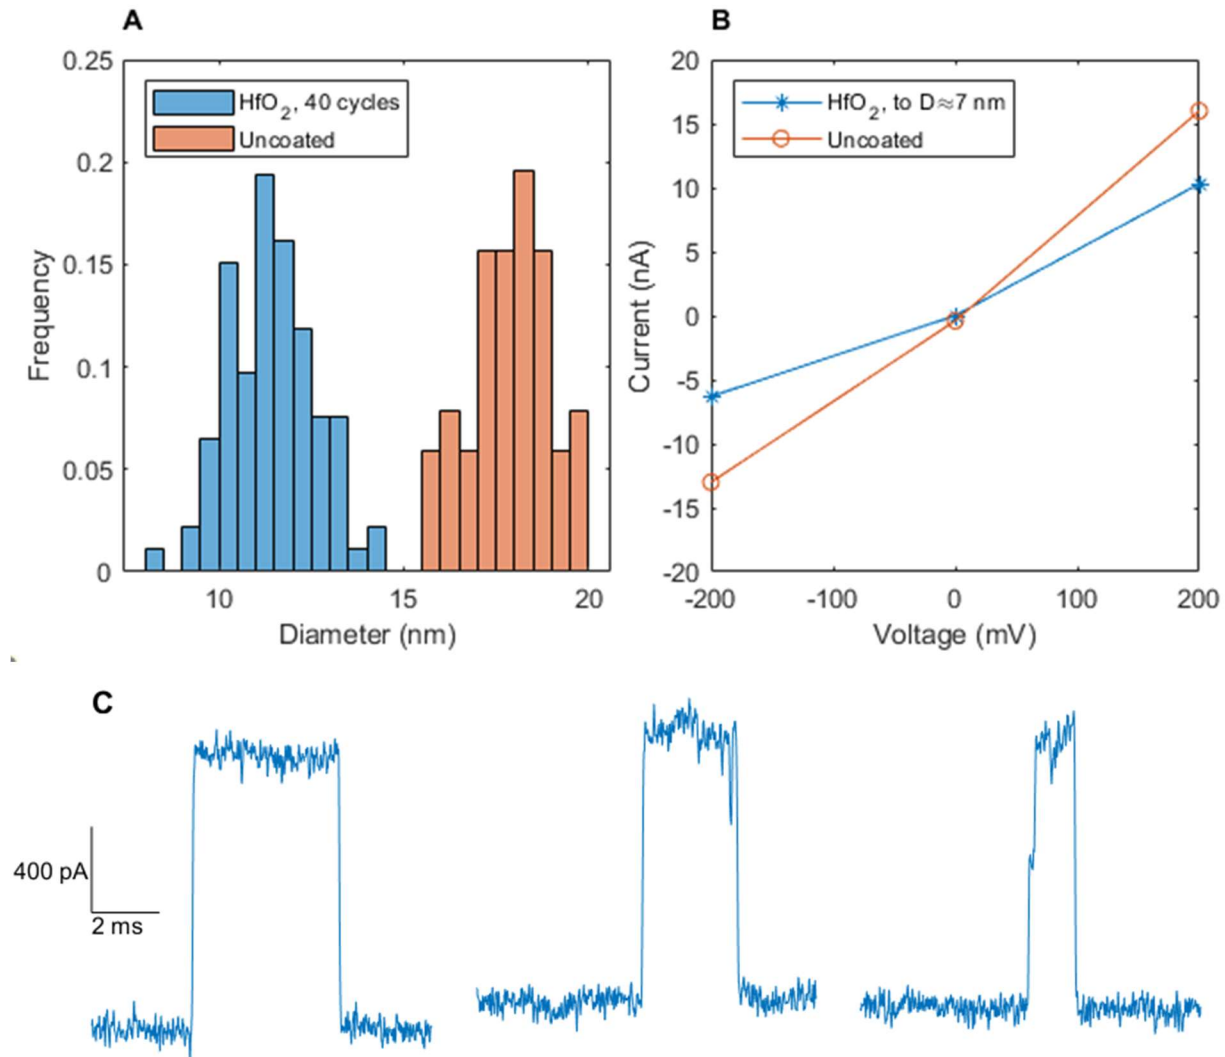 A
0.25
0.2
0.15
0.1
0.05
0
Frequency
HfO2, 40 cycles
Uncoated
10
15
20
Diameter (nm)
B
20
15
10
5
0
-5
-10
-15
-20
Current (nA)
HfO2, to D≈7 nm
Uncoated
-200
-100
0
100
200
Voltage (mV)
C
400 pA
2 ms